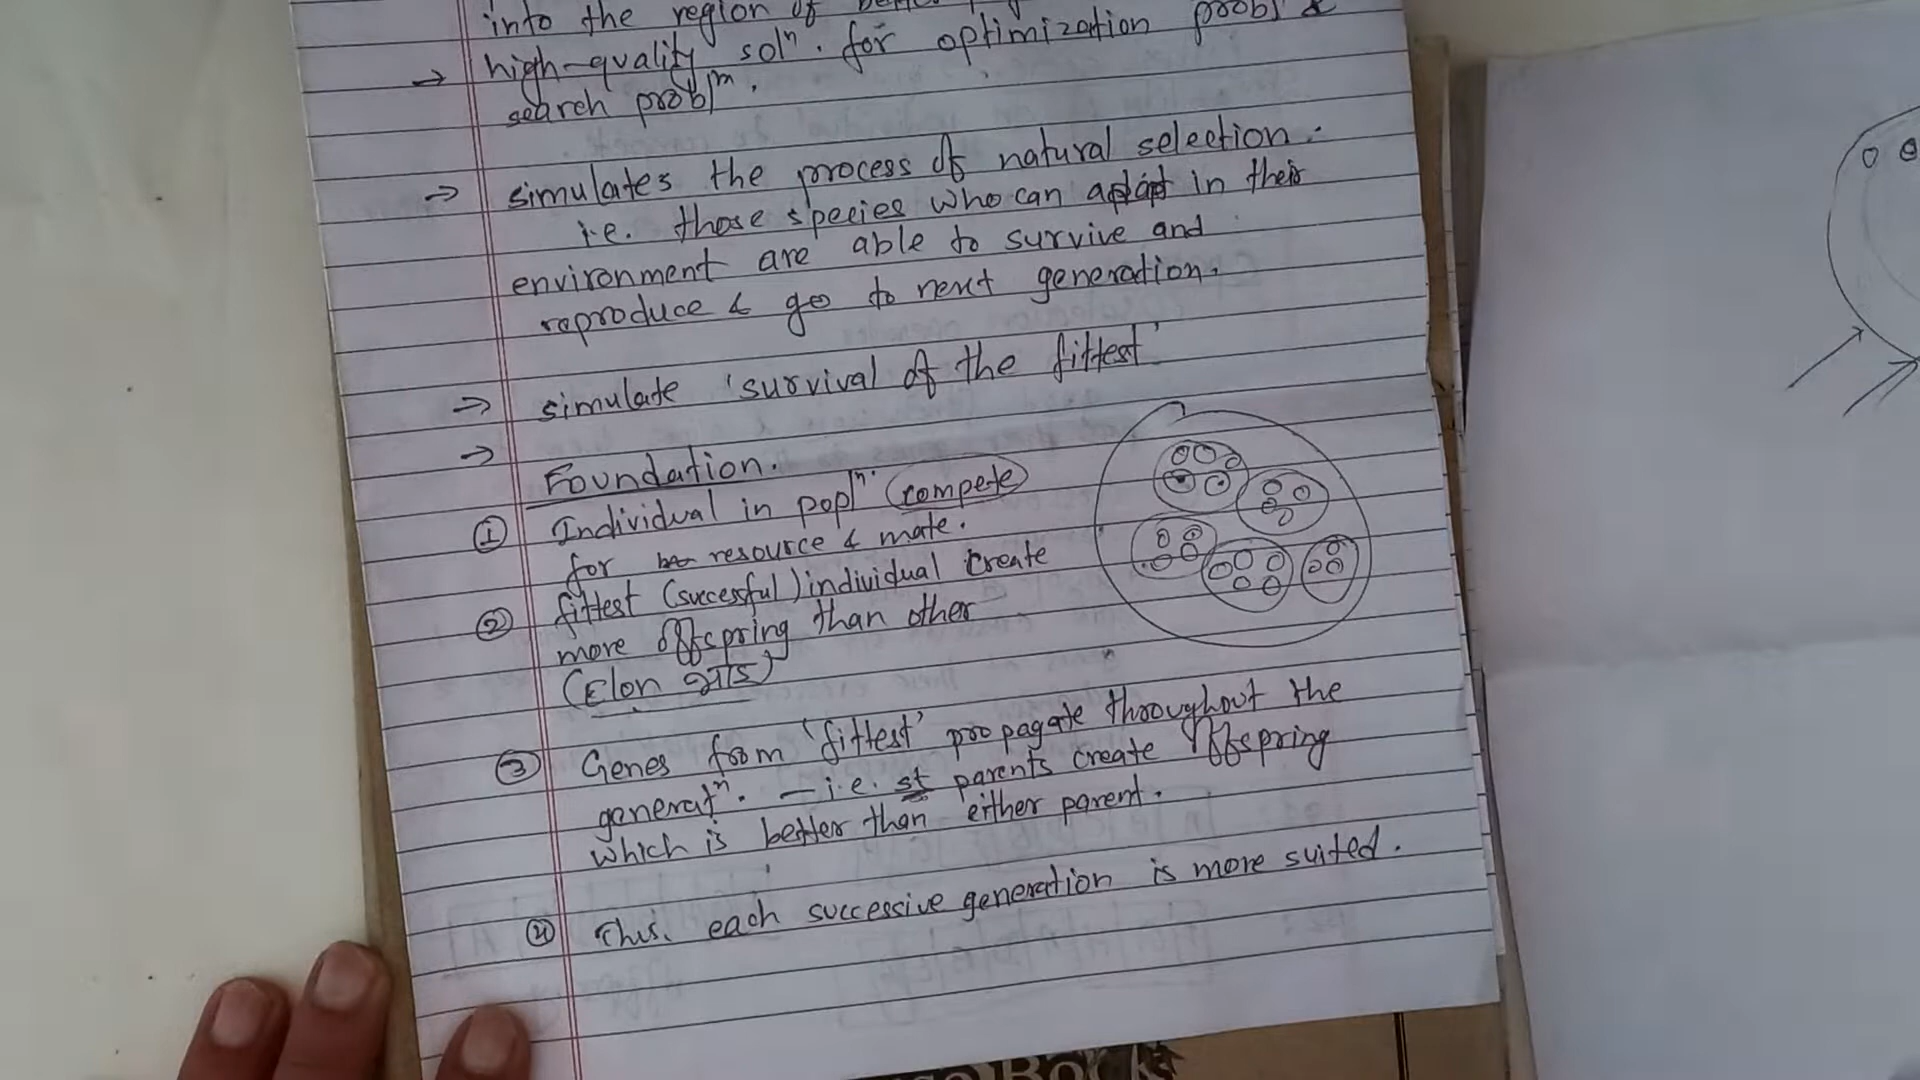 into the region of
→ high-quality solⁿ. for optimization probl &
search problᵐ.
→ simulates the process of natural selection.
i.e. those species who can adapt in their
environment are able to survive and
reproduce & go to next generation.
→ simulate 'survival of the fittest'
→ Foundation.
① Individual in poplⁿ. compete
for resource & mate.
② fittest (successful) individual create
more offspring than other
(Elon भाई)
③ Genes from 'fittest' propagate throughout the
generatⁿ. — i.e. st parents create offspring
which is better than either parent.
④ Thus. each successive generation is more suited.